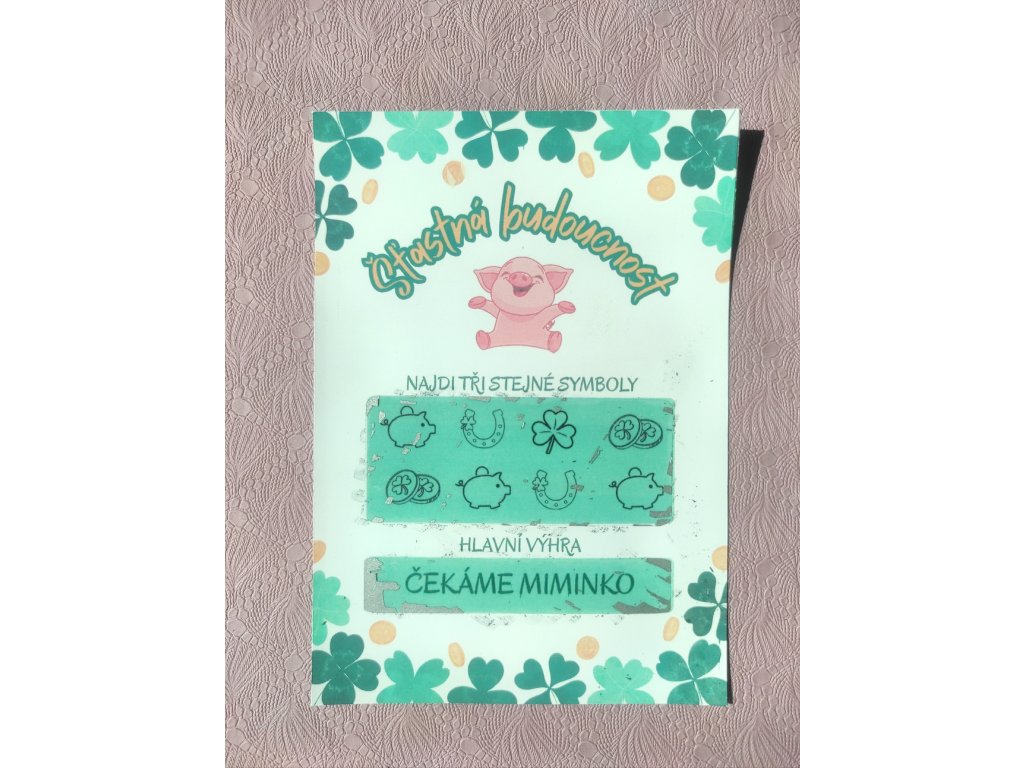 Šťastná budoucnost
NAJDI TŘI STEJNÉ SYMBOLY
HLAVNÍ VÝHRA
ČEKÁME MIMINKO